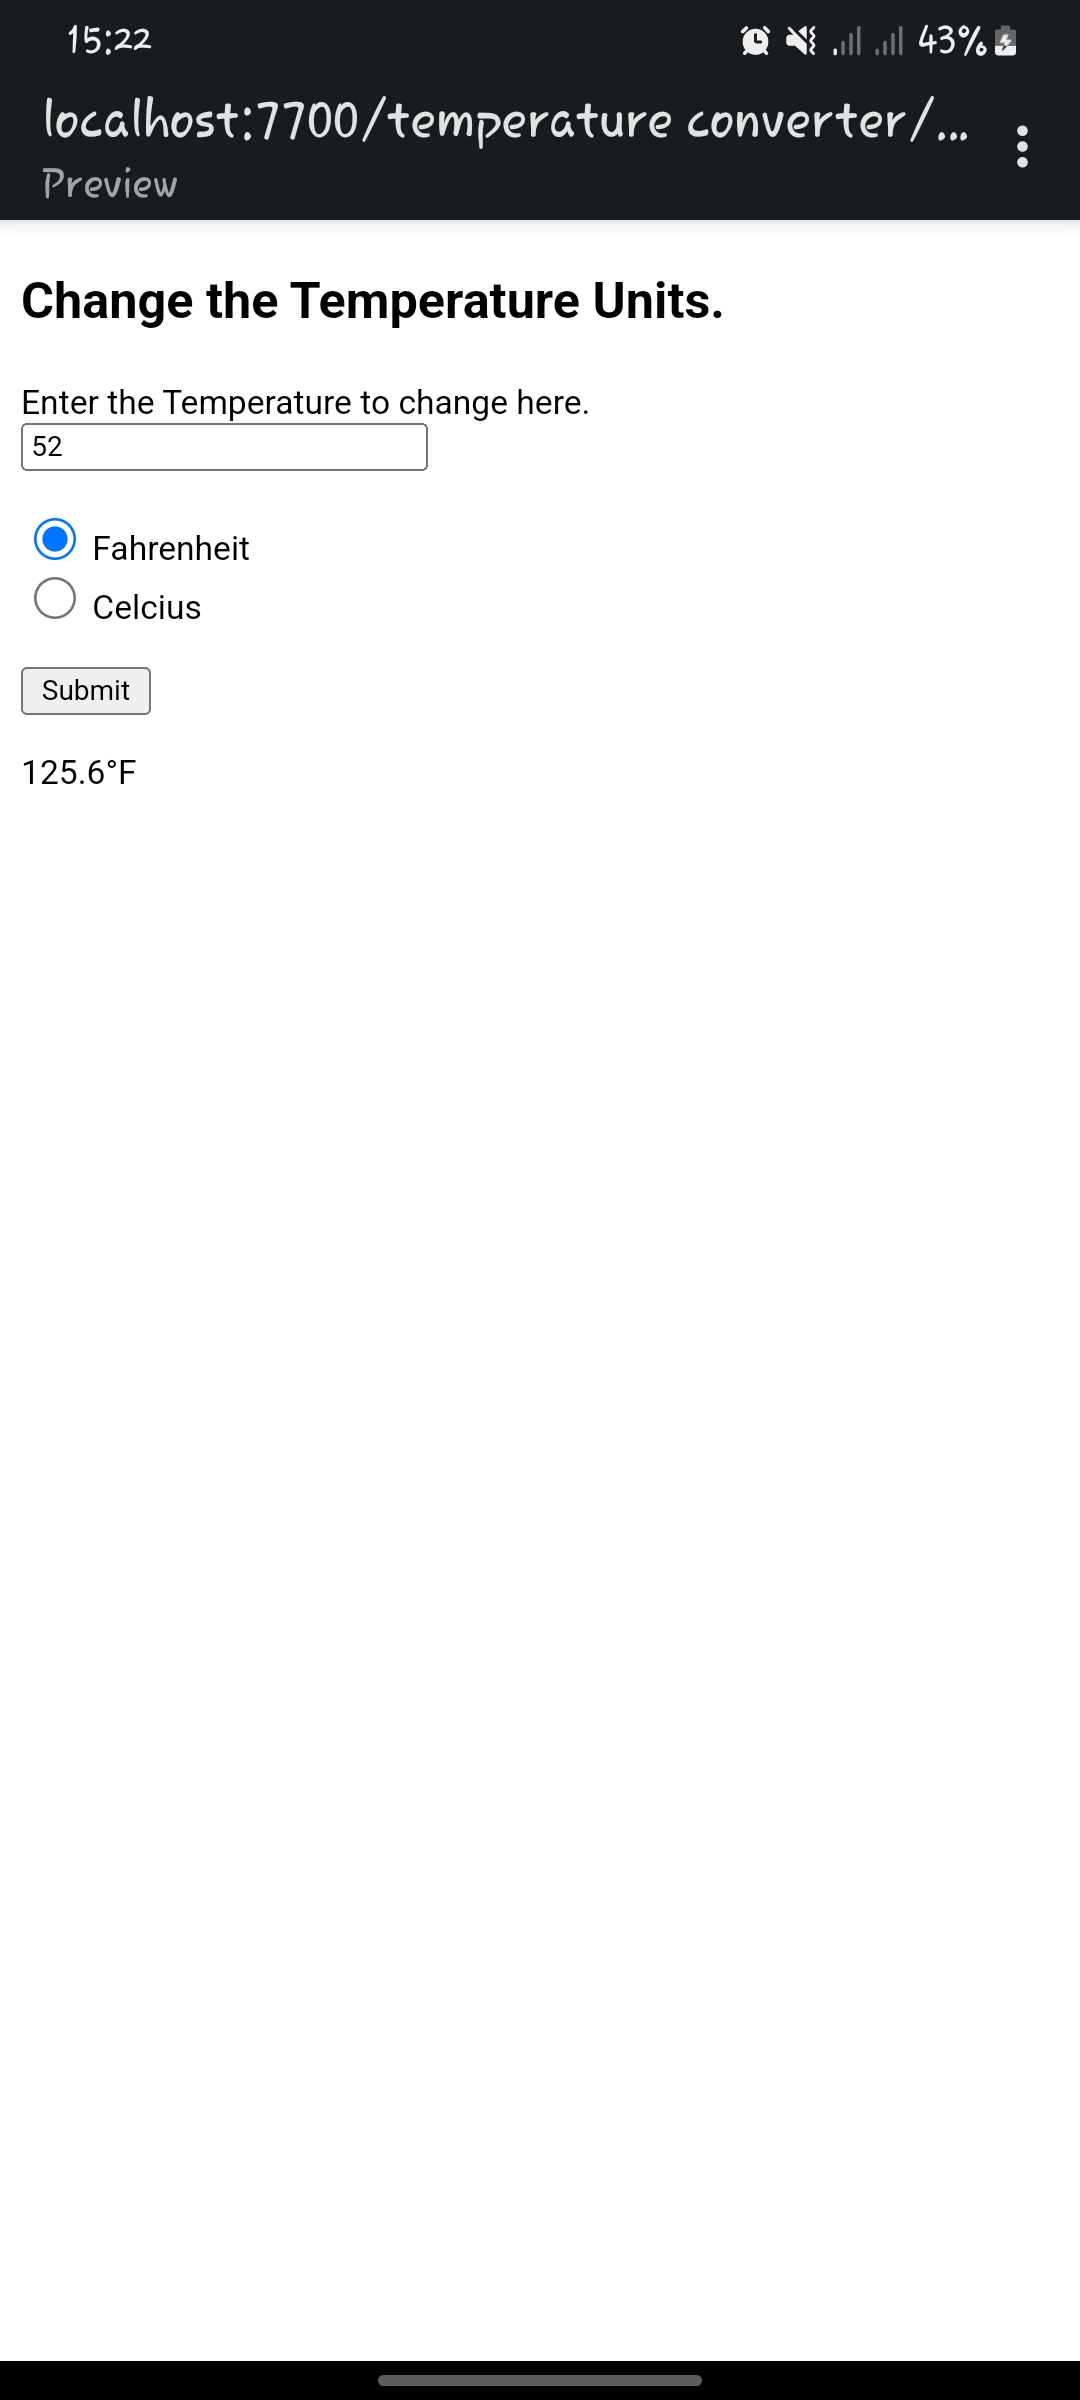 15:22
43%
localhost:7700/temperature converter/...
Preview
Change the Temperature Units.
Enter the Temperature to change here.
52
Fahrenheit
Celcius
Submit
125.6°F